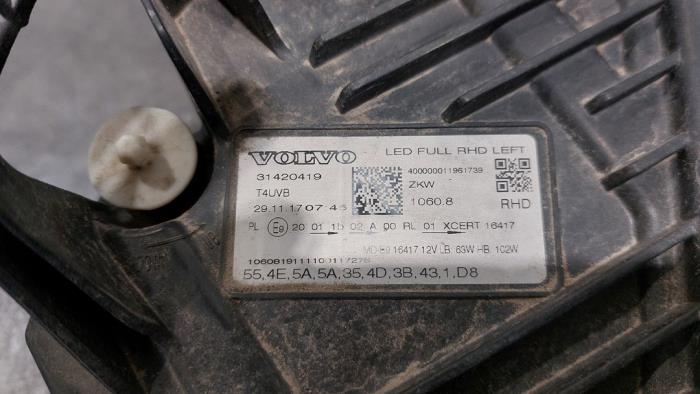 VOLVO LED FULL RHD LEFT
31420419 400000011961739
T4UVB ZKW
29.11.17 07:43 1060.8 RHD
PL E9 20 01 1b 02 A 00 RL 01 XCERT 16417
MD E9 16417 12V LB: 63W HB: 102W
55,4E,5A,5A,35,4D,3B,43,1,D8